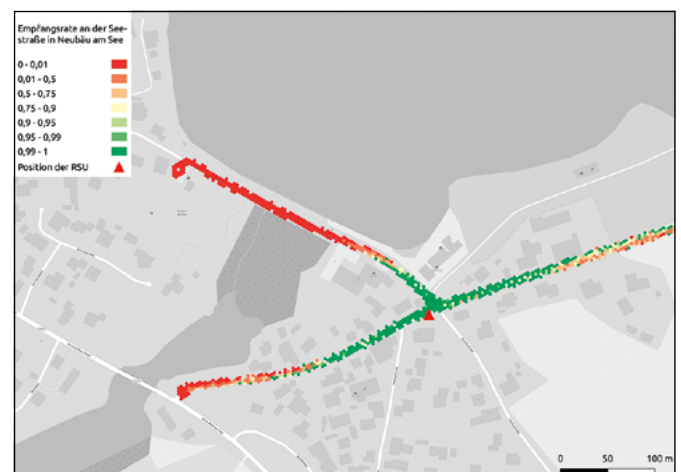 Empfangsrate an der See-
straße in Neubäu am See
0 - 0,01
0,01 - 0,5
0,5 - 0,75
0,75 - 0,9
0,9 - 0,95
0,95 - 0,99
0,99 - 1
Position der RSU
0 50 100 m